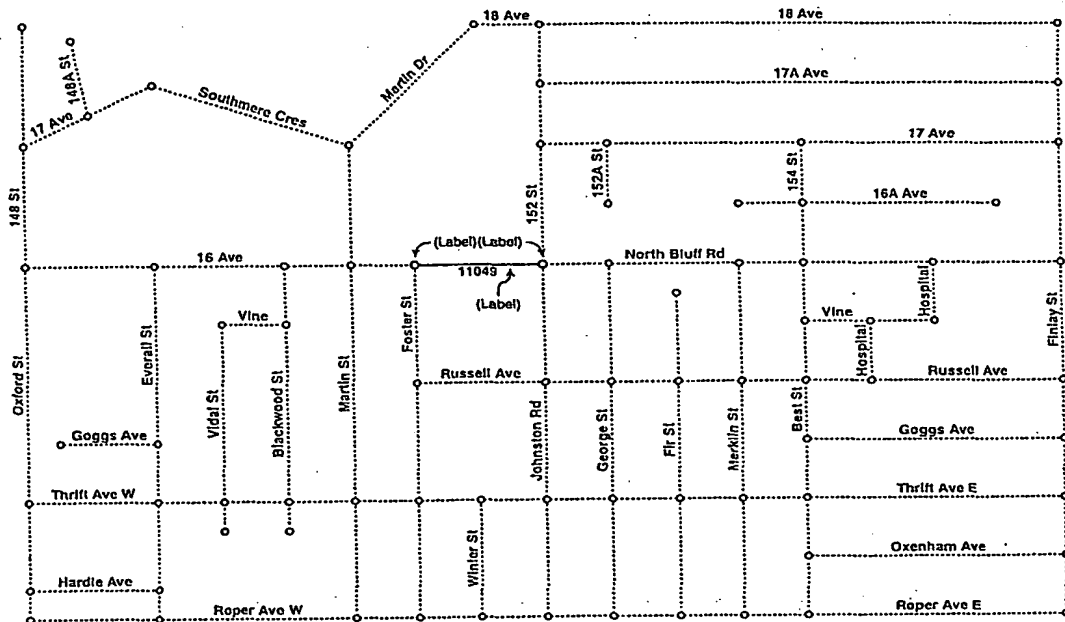 18 Ave
18 Ave
148A St
Martin Dr
17A Ave
Southmere Cres
17 Ave
17 Ave
152A St
154 St
148 St
152 St
16A Ave
(Label)(Label)
16 Ave
North Bluff Rd
11049
(Label)
Hospital
Vine
Vine
Foster St
Finlay St
Everall St
Hospital
Oxford St
Martin St
Russell Ave
Russell Ave
Vidal St
Blackwood St
Johnston Rd
George St
Fir St
Merklin St
Best St
Goggs Ave
Goggs Ave
Thrift Ave W
Thrift Ave E
Winter St
Oxenham Ave
Hardie Ave
Roper Ave W
Roper Ave E